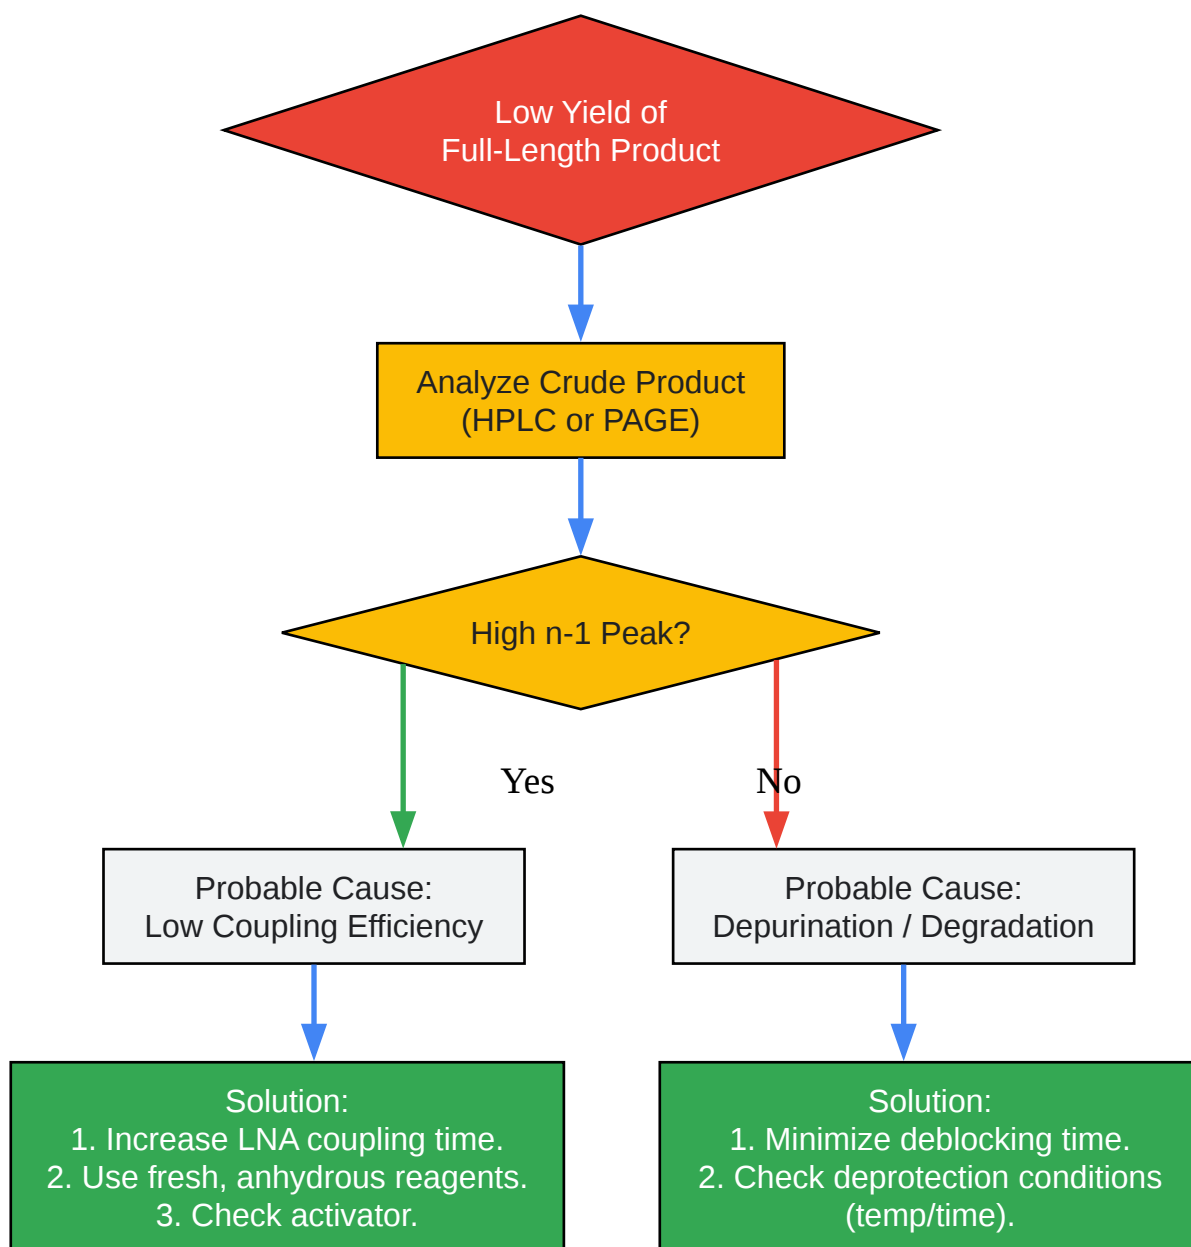 Low Yield of
Full-Length Product
Analyze Crude Product
(HPLC or PAGE)
High n-1 Peak?
Yes
No
Probable Cause:
Low Coupling Efficiency
Probable Cause:
Depurination / Degradation
Solution:
1. Increase LNA coupling time.
2. Use fresh, anhydrous reagents.
3. Check activator.
Solution:
1. Minimize deblocking time.
2. Check deprotection conditions
(temp/time).